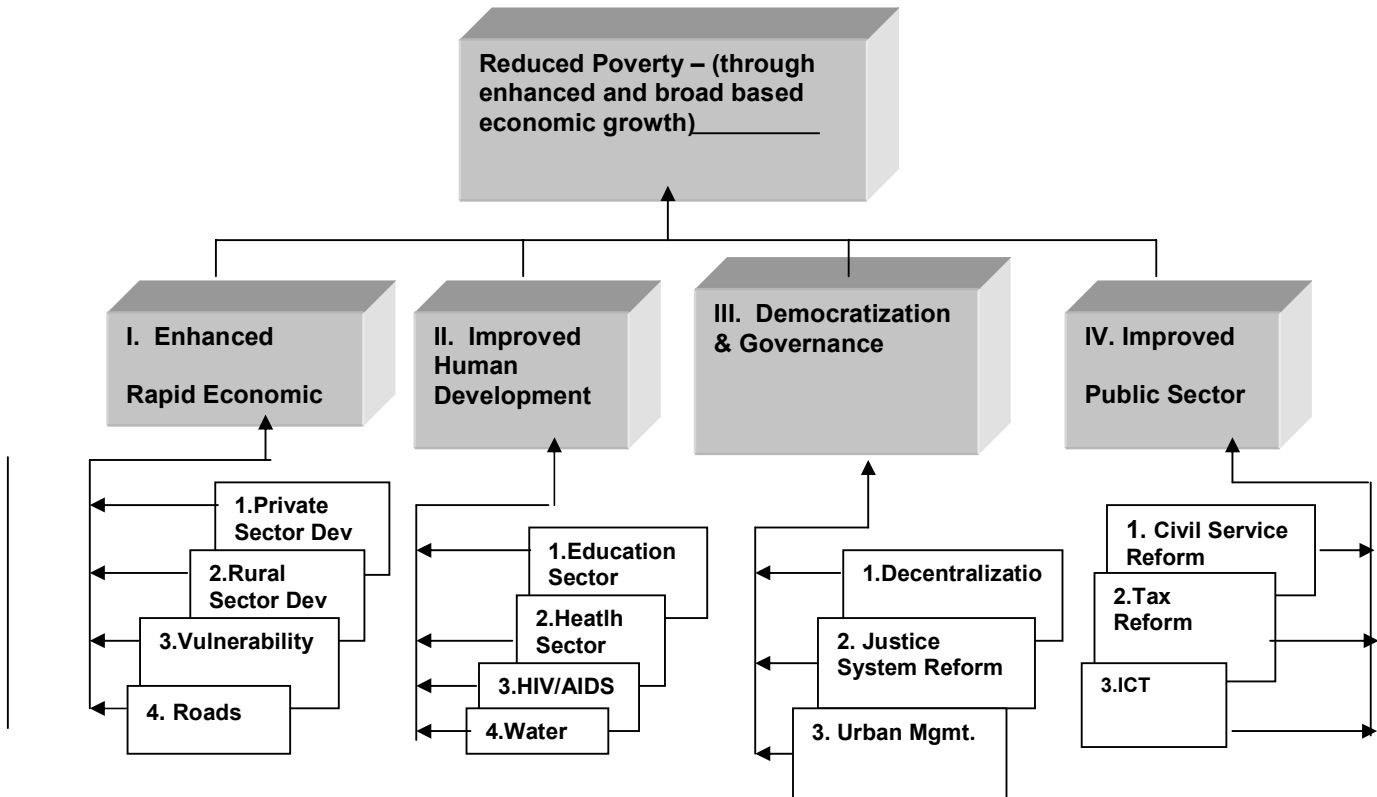 Reduced Poverty – (through
enhanced and broad based
economic growth)_________
I. Enhanced
Rapid Economic
II. Improved
Human
Development
III. Democratization
& Governance
IV. Improved
Public Sector
1.Private
Sector Dev
2.Rural
Sector Dev
3.Vulnerability
4. Roads
1.Education
Sector
2.Heatlh
Sector
3.HIV/AIDS
4.Water
1.Decentralizatio
2. Justice
System Reform
3. Urban Mgmt.
1. Civil Service
Reform
2.Tax
Reform
3.ICT